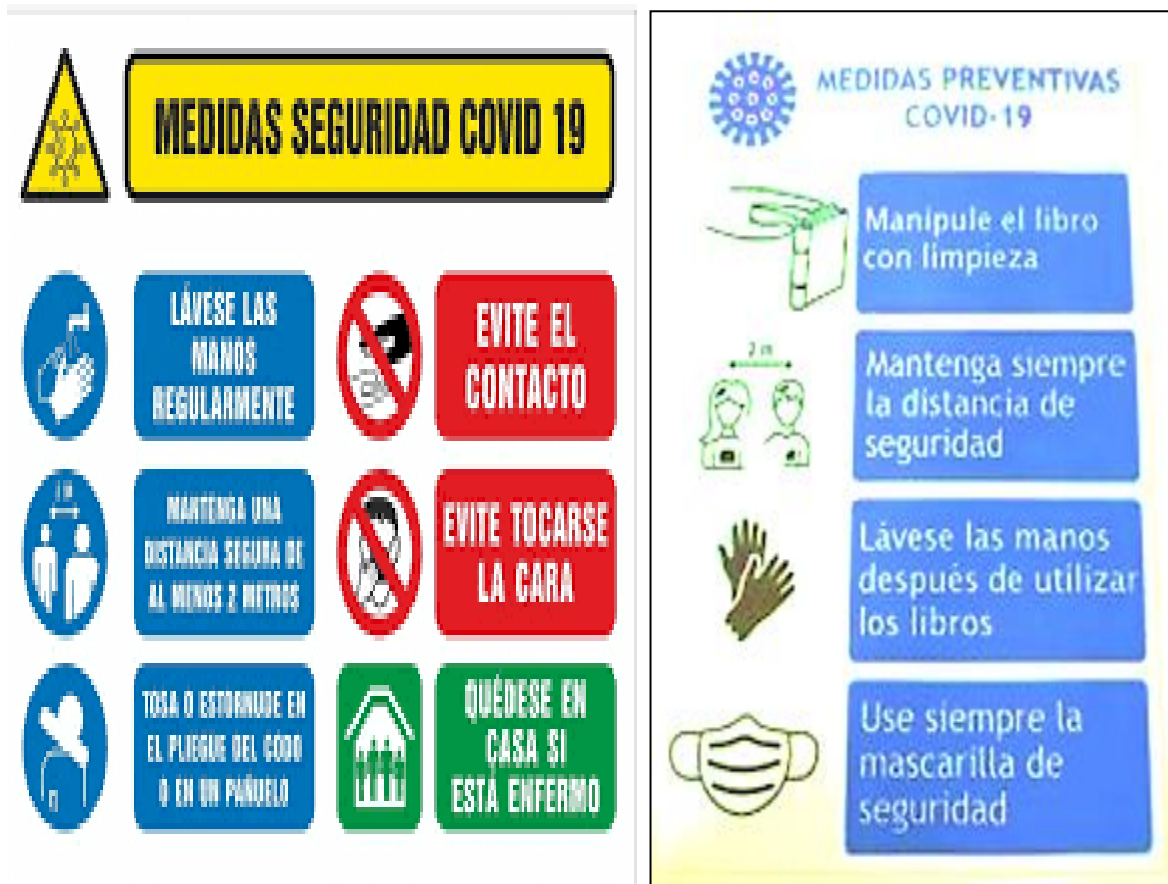 MEDIDAS SEGURIDAD COVID 19
LÁVESE LAS
MANOS
REGULARMENTE
EVITE EL
CONTACTO
MANTENGA UNA
DISTANCIA SEGURA DE
AL MENOS 2 METROS
EVITE TOCARSE
LA CARA
TOSA O ESTORNUDE EN
EL PLIEGUE DEL CODO
O EN UN PAÑUELO
QUÉDESE EN
CASA SI
ESTÁ ENFERMO
MEDIDAS PREVENTIVAS
COVID-19
Manipule el libro
con limpieza
2 m
Mantenga siempre
la distancia de
seguridad
Lávese las manos
después de utilizar
los libros
Use siempre la
mascarilla de
seguridad